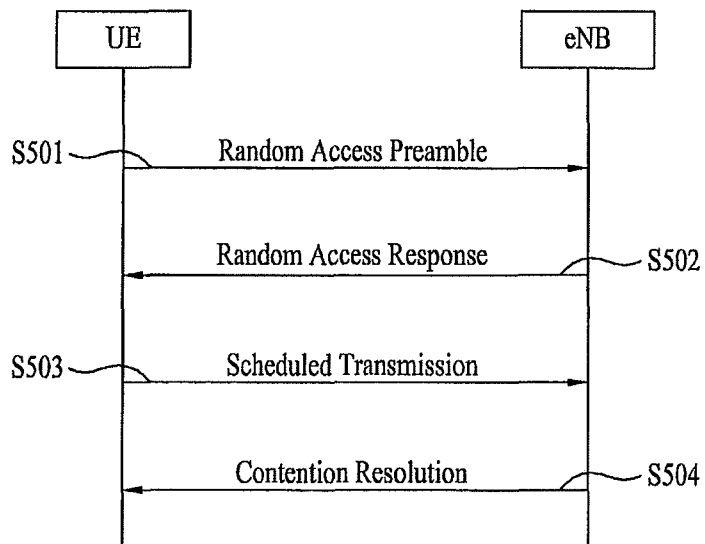 UE
eNB
S501
Random Access Preamble
Random Access Response
S502
S503
Scheduled Transmission
Contention Resolution
S504